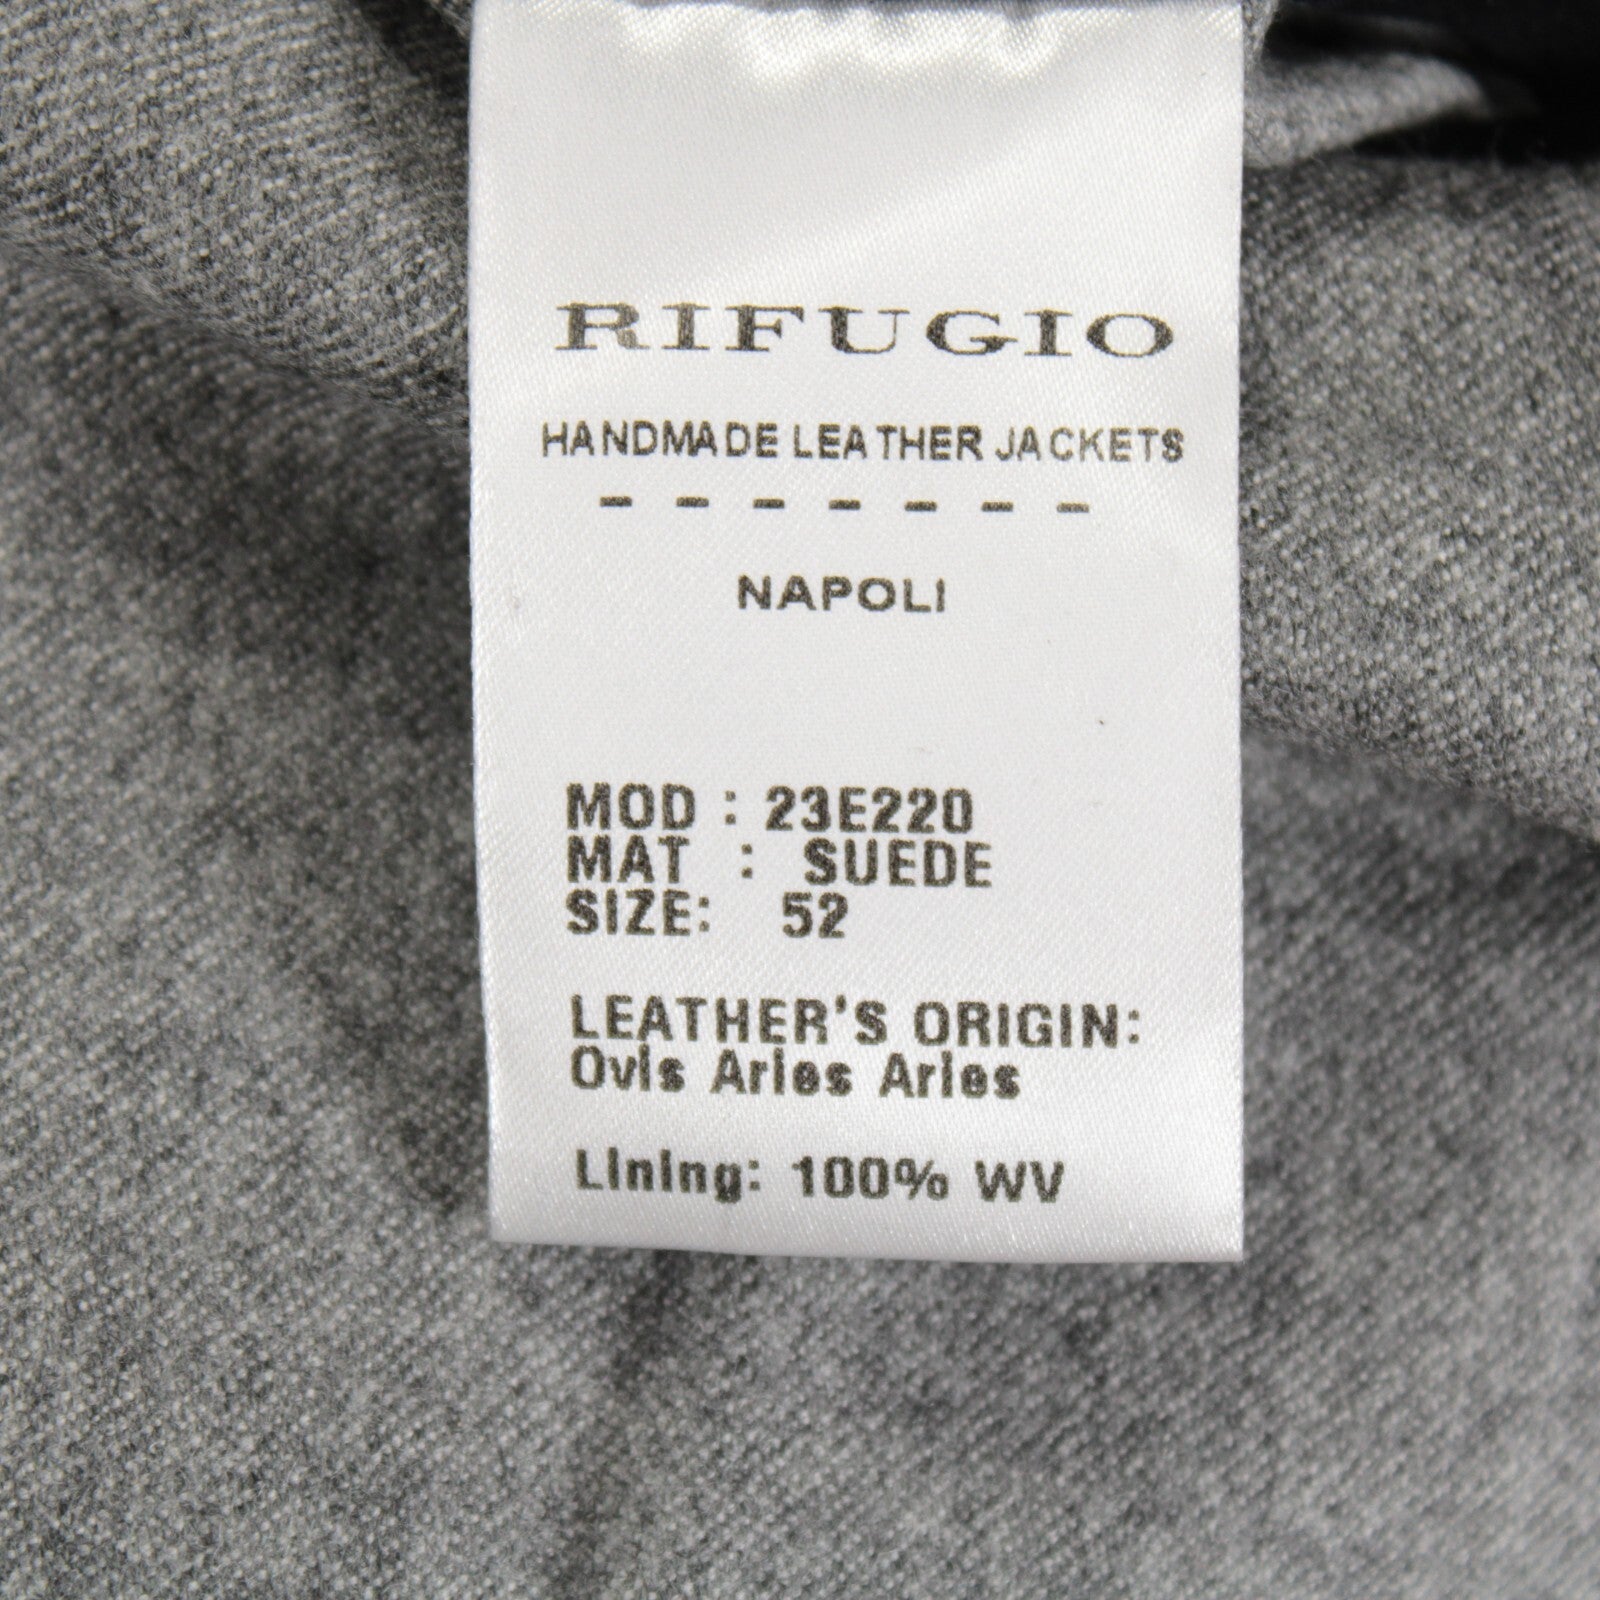 RIFUGIO
HANDMADE LEATHER JACKETS
- - - - - - -
NAPOLI
MOD : 23E220
MAT : SUEDE
SIZE: 52
LEATHER'S ORIGIN:
Ovis Aries Aries
Lining: 100% WV